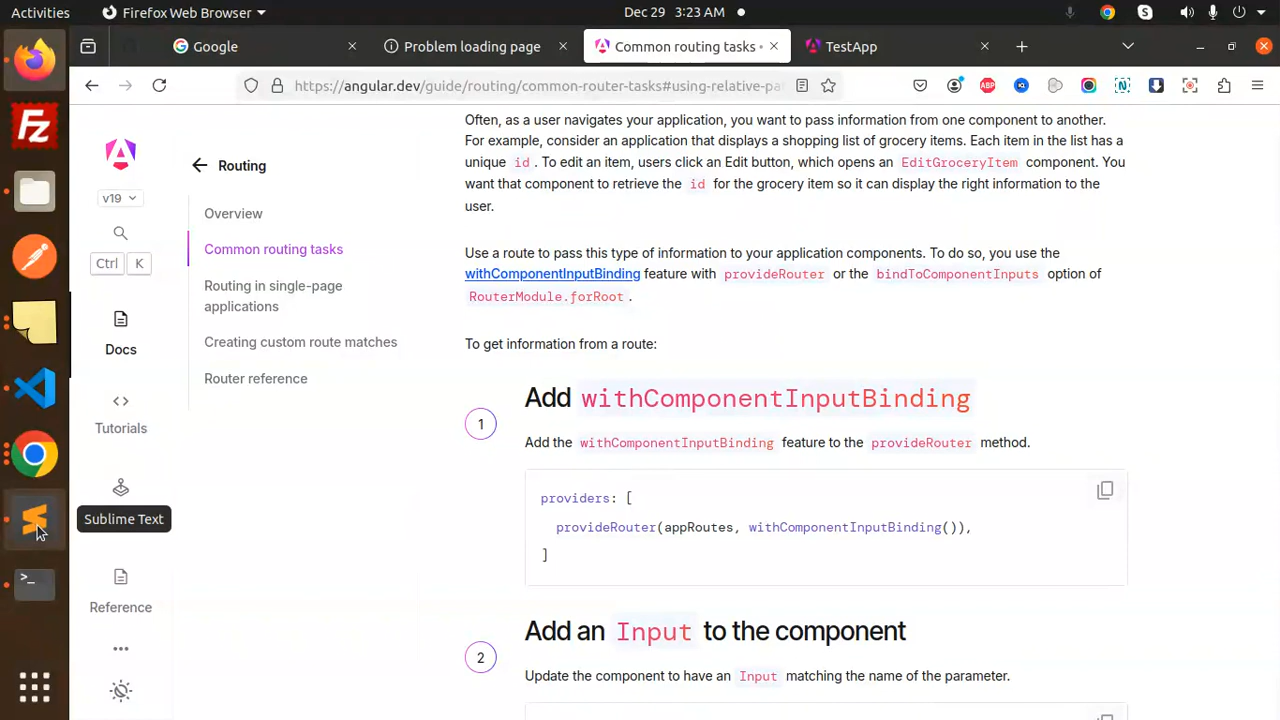 Activities
Firefox Web Browser
Dec 29 3:23 AM
Google
Problem loading page
Common routing tasks •
TestApp
https://angular.dev/guide/routing/common-router-tasks#using-relative-pa
v19
Ctrl K
Docs
Tutorials
Sublime Text
Reference
Routing
Overview
Common routing tasks
Routing in single-page
applications
Creating custom route matches
Router reference
Often, as a user navigates your application, you want to pass information from one component to another.
For example, consider an application that displays a shopping list of grocery items. Each item in the list has a
unique id. To edit an item, users click an Edit button, which opens an EditGroceryItem component. You
want that component to retrieve the id for the grocery item so it can display the right information to the
user.
Use a route to pass this type of information to your application components. To do so, you use the
withComponentInputBinding feature with provideRouter or the bindToComponentInputs option of
RouterModule.forRoot.
To get information from a route:
1
Add withComponentInputBinding
Add the withComponentInputBinding feature to the provideRouter method.
providers: [
provideRouter(appRoutes, withComponentInputBinding()),
]
2
Add an Input to the component
Update the component to have an Input matching the name of the parameter.